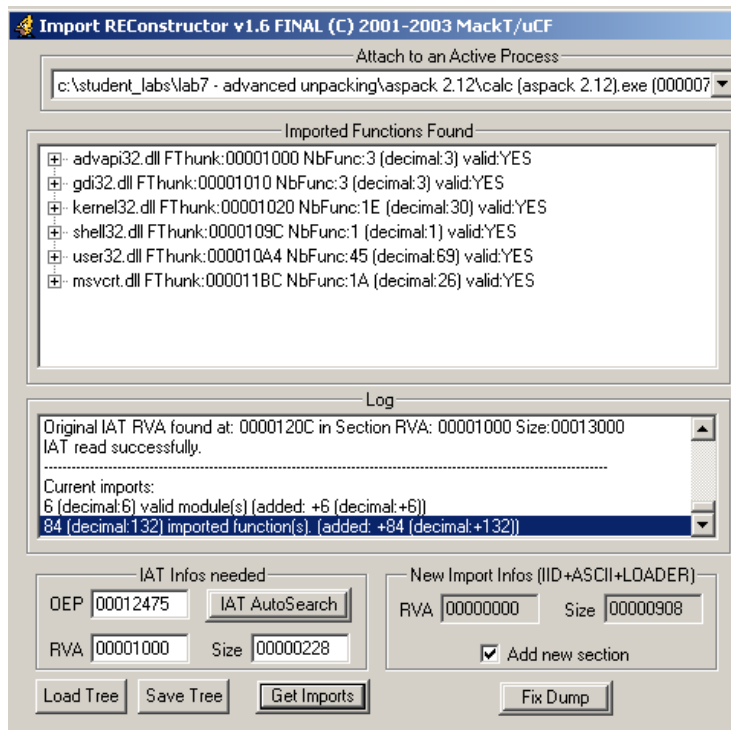 Import REConstructor v1.6 FINAL (C) 2001-2003 MackT/uCF
Attach to an Active Process
c:\student_labs\lab7 - advanced unpacking\aspack 2.12\calc (aspack 2.12).exe (000007
Imported Functions Found
advapi32.dll FThunk:00001000 NbFunc:3 (decimal:3) valid:YES
gdi32.dll FThunk:00001010 NbFunc:3 (decimal:3) valid:YES
kernel32.dll FThunk:00001020 NbFunc:1E (decimal:30) valid:YES
shell32.dll FThunk:0000109C NbFunc:1 (decimal:1) valid:YES
user32.dll FThunk:000010A4 NbFunc:45 (decimal:69) valid:YES
msvcrt.dll FThunk:000011BC NbFunc:1A (decimal:26) valid:YES
Log
Original IAT RVA found at: 0000120C in Section RVA: 00001000 Size:00013000
IAT read successfully.
------------------------------------------------------------------------------------------------------------------------
Current imports:
6 (decimal:6) valid module(s) (added: +6 (decimal:+6))
84 (decimal:132) imported function(s). (added: +84 (decimal:+132))
IAT Infos needed
OEP 00012475 IAT AutoSearch
RVA 00001000 Size 00000228
New Import Infos (IID+ASCII+LOADER)
RVA 00000000 Size 00000908
Add new section
Load Tree Save Tree Get Imports Fix Dump